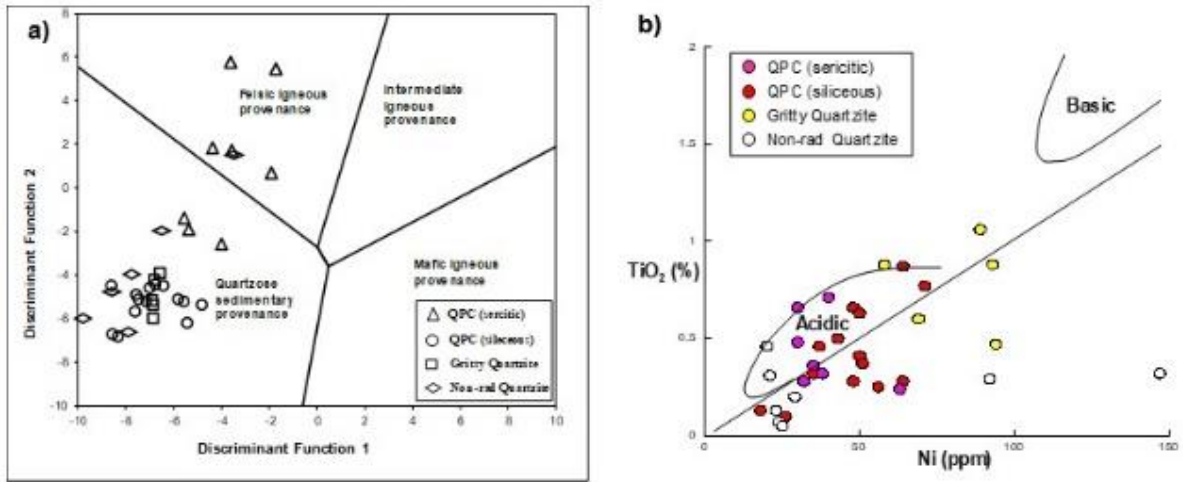 a)
8
6
4
2
0
-2
-4
-6
-8
-10
-10 -8 -6 -4 -2 0 2 4 6 8 10
Discriminant Function 2
Discriminant Function 1
Felsic igneous
provenance
Intermediate
igneous
provenance
Quartzose
sedimentary
provenance
Mafic igneous
provenance
QPC (sercitic)
QPC (sileceous)
Gritty Quartzite
Non-rad Quartzite
b)
2
1.5
1
0.5
0
0 50 100 150
TiO₂ (%)
Ni (ppm)
QPC (sericitic)
QPC (siliceous)
Gritty Quartzite
Non-rad Quartzite
Basic
Acidic